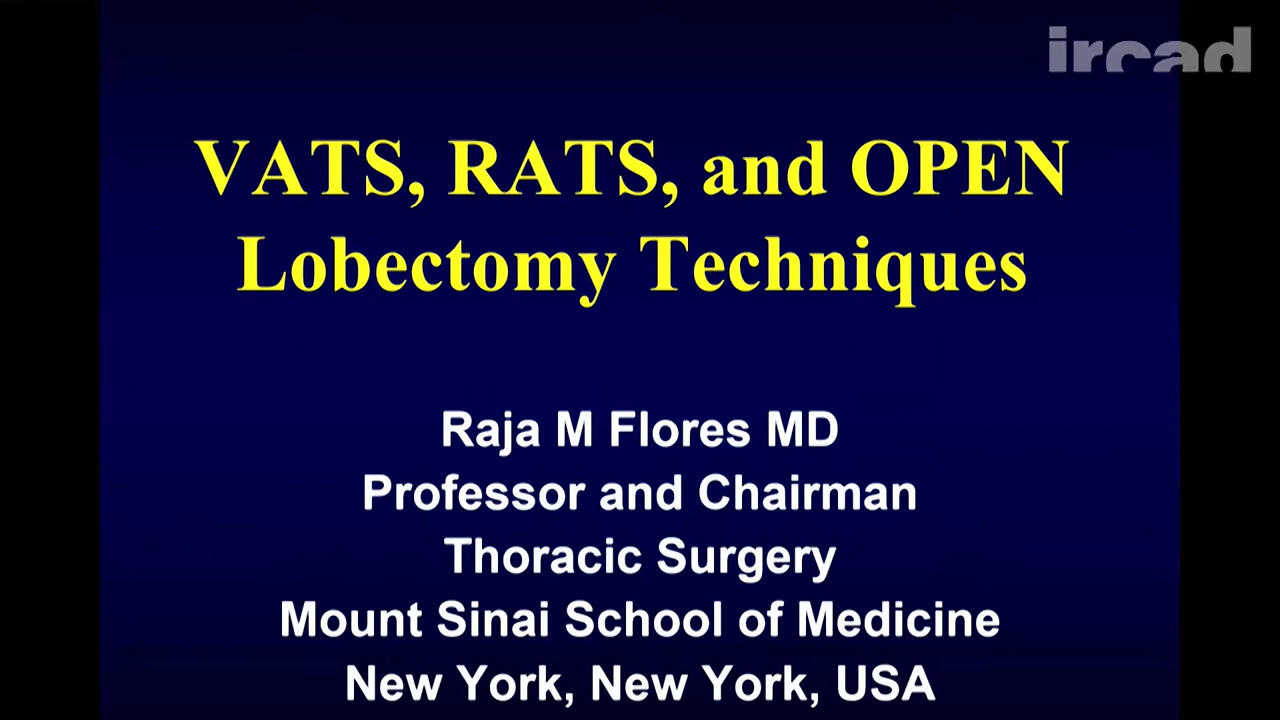 ircad
VATS, RATS, and OPEN
Lobectomy Techniques
Raja M Flores MD
Professor and Chairman
Thoracic Surgery
Mount Sinai School of Medicine
New York, New York, USA